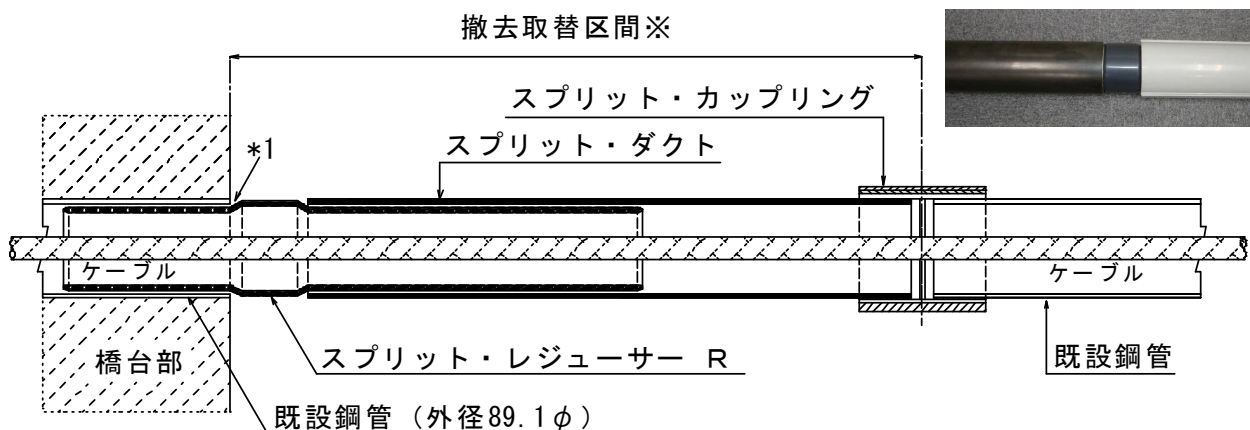 撤去取替区間※
スプリット・カップリング
スプリット・ダクト
*1
ケーブル
ケーブル
橋台部
スプリット・レジューサー R
既設鋼管
既設鋼管（外径89.1φ）